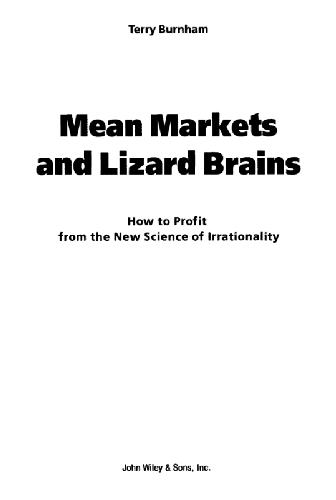 Terry Burnham
Mean Markets
and Lizard Brains
How to Profit
from the New Science of Irrationality
John Wiley & Sons, Inc.